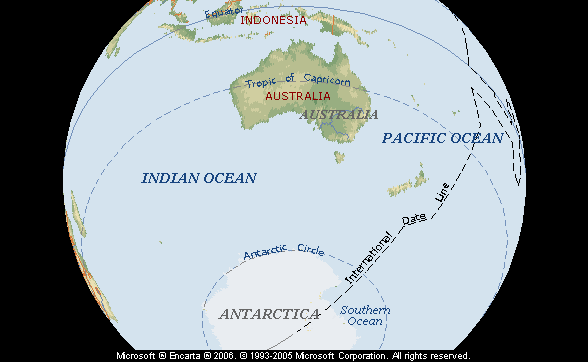 Equator
INDONESIA
Tropic of Capricorn
AUSTRALIA
AUSTRALIA
PACIFIC OCEAN
INDIAN OCEAN
International Date Line
Antarctic Circle
ANTARCTICA
Southern
Ocean
Microsoft ® Encarta ® 2006. © 1993-2005 Microsoft Corporation. All rights reserved.